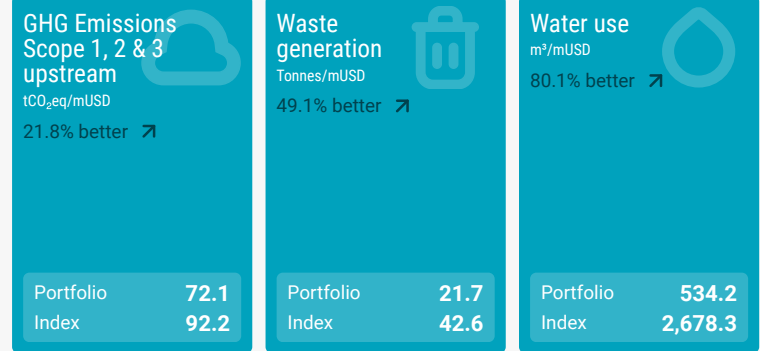 GHG Emissions
Scope 1, 2 & 3
upstream
tCO₂eq/mUSD
21.8% better
Portfolio 72.1
Index 92.2
Waste
generation
Tonnes/mUSD
49.1% better
Portfolio 21.7
Index 42.6
Water use
m³/mUSD
80.1% better
Portfolio 534.2
Index 2,678.3